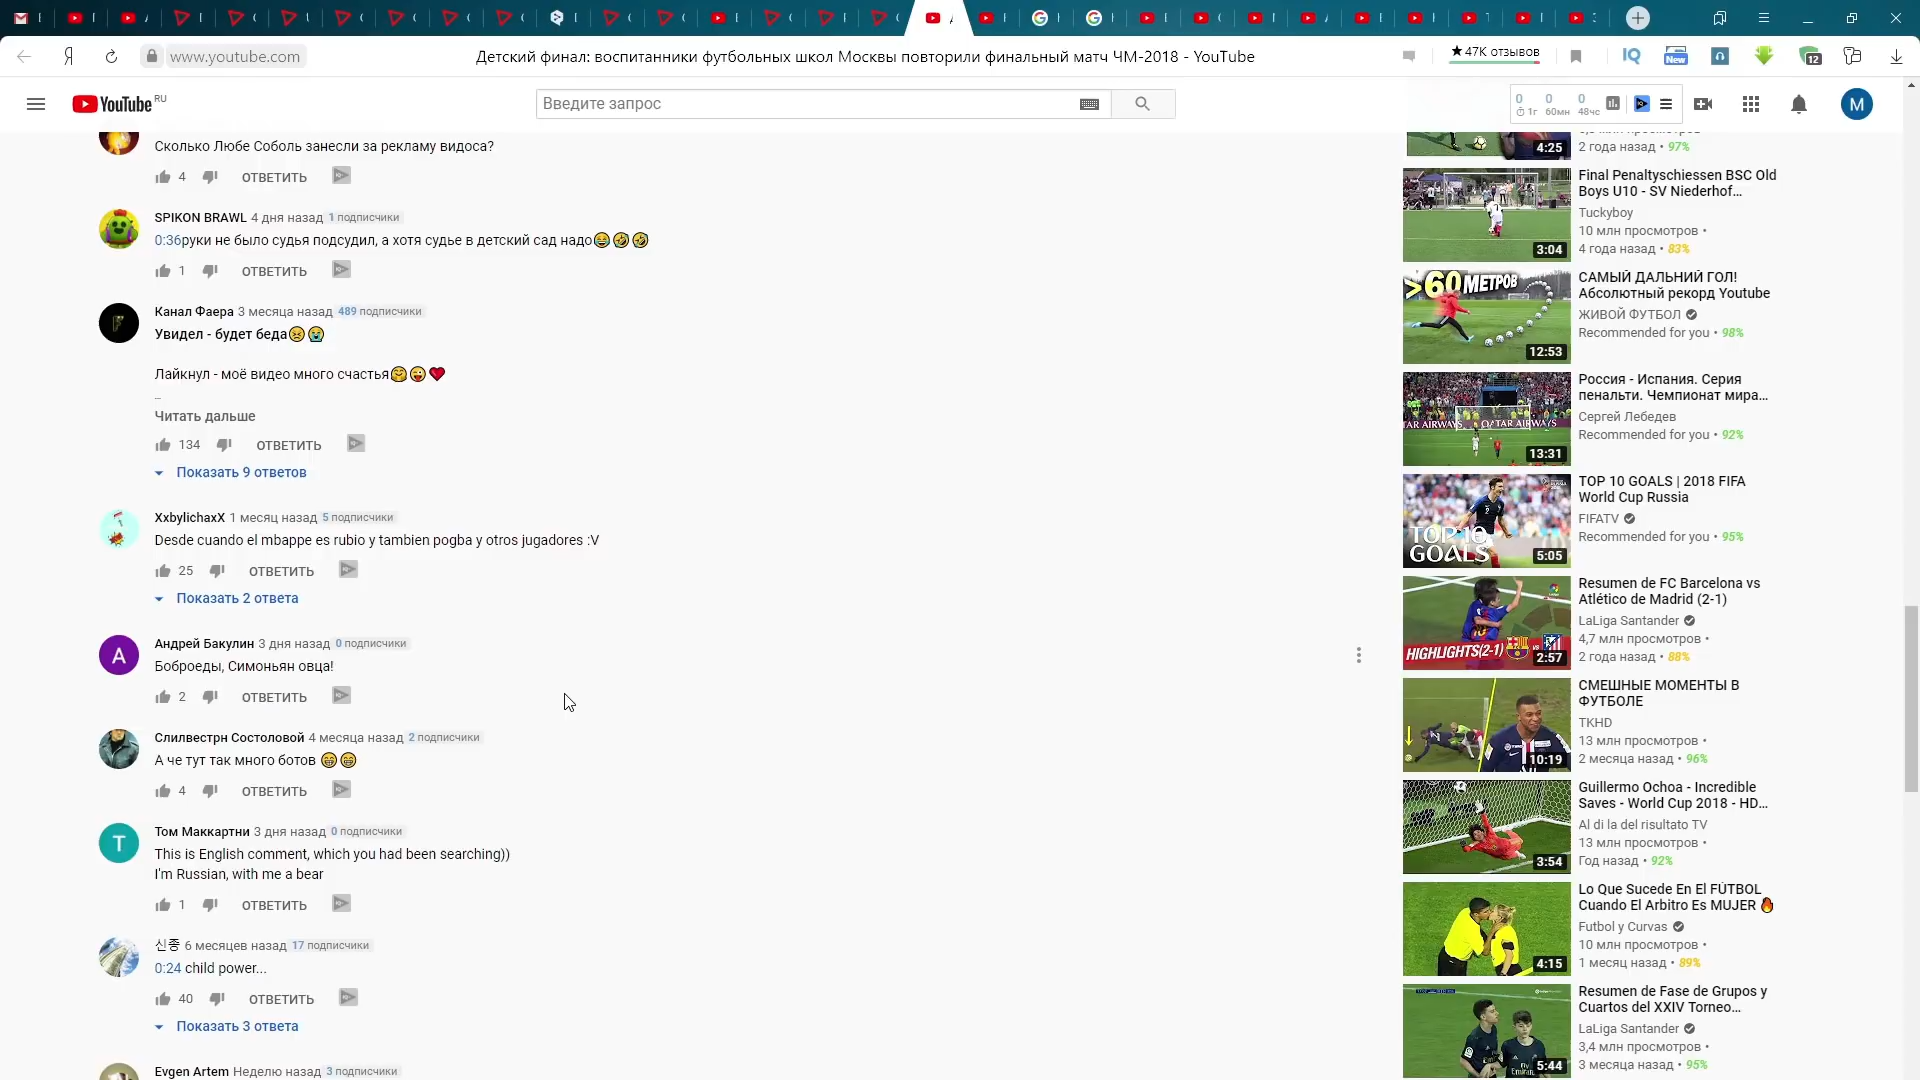 www.youtube.com
Детский финал: воспитанники футбольных школ Москвы повторили финальный матч ЧМ-2018 - YouTube
★ 47K отзывов
IQ
New
12
YouTube RU
Введите запрос
0 0 0
1г 60мн 48чс
M
Сколько Любе Соболь занесли за рекламу видоса?
4 ОТВЕТИТЬ
SPIKON BRAWL 4 дня назад 1 подписчики
0:36руки не было судья подсудил, а хотя судье в детский сад надо😂🤣🤣
1 ОТВЕТИТЬ
Канал Фаера 3 месяца назад 489 подписчики
Увидел - будет беда😣😭
Лайкнул - моё видео много счастья🤗😜❤
Читать дальше
134 ОТВЕТИТЬ
Показать 9 ответов
XxbylichaxX 1 месяц назад 5 подписчики
Desde cuando el mbappe es rubio y tambien pogba y otros jugadores :V
25 ОТВЕТИТЬ
Показать 2 ответа
А
Андрей Бакулин 3 дня назад 0 подписчики
Боброеды, Симоньян овца!
2 ОТВЕТИТЬ
Слилвестрн Состоловой 4 месяца назад 2 подписчики
А че тут так много ботов 😁😁
4 ОТВЕТИТЬ
Т
Том Маккартни 3 дня назад 0 подписчики
This is English comment, which you had been searching))
I'm Russian, with me a bear
1 ОТВЕТИТЬ
신종 6 месяцев назад 17 подписчики
0:24 child power...
40 ОТВЕТИТЬ
Показать 3 ответа
Evgen Artem Неделю назад 3 подписчики
4:25
2 года назад • 97%
3:04
Final Penaltyschiessen BSC Old
Boys U10 - SV Niederhof...
Tuckyboy
10 млн просмотров •
4 года назад • 83%
>60 МЕТРОВ
12:53
САМЫЙ ДАЛЬНИЙ ГОЛ!
Абсолютный рекорд Youtube
ЖИВОЙ ФУТБОЛ
Recommended for you • 98%
QATAR AIRWAYS
13:31
Россия - Испания. Серия
пенальти. Чемпионат мира...
Сергей Лебедев
Recommended for you • 92%
TOP 10
GOALS
5:05
TOP 10 GOALS | 2018 FIFA
World Cup Russia
FIFATV
Recommended for you • 95%
HIGHLIGHTS(2-1)
2:57
Resumen de FC Barcelona vs
Atlético de Madrid (2-1)
LaLiga Santander
4,7 млн просмотров •
2 года назад • 88%
10:19
СМЕШНЫЕ МОМЕНТЫ В
ФУТБОЛЕ
TKHD
13 млн просмотров •
2 месяца назад • 96%
3:54
Guillermo Ochoa - Incredible
Saves - World Cup 2018 - HD...
Al di la del risultato TV
13 млн просмотров •
Год назад • 92%
4:15
Lo Que Sucede En El FÚTBOL
Cuando El Arbitro Es MUJER 🔥
Futbol y Curvas
10 млн просмотров •
1 месяц назад • 89%
5:44
Resumen de Fase de Grupos y
Cuartos del XXIV Torneo...
LaLiga Santander
3,4 млн просмотров •
3 месяца назад • 95%